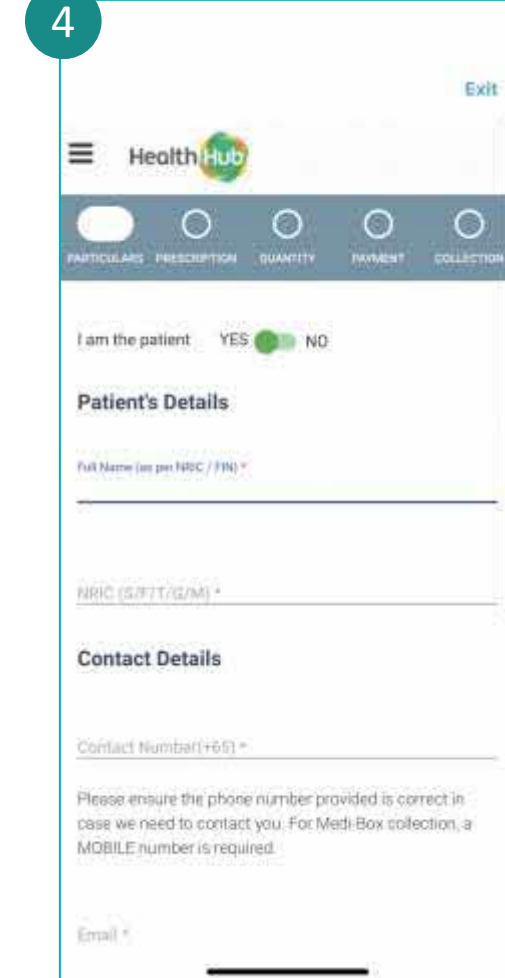 4
Exit
HealthHub
PARTICULARS PRESCRIPTION QUANTITY PAYMENT COLLECTION
I am the patient YES NO
Patient's Details
Full Name (as per NRIC / FIN) *
NRIC (S/F/T/G/M) *
Contact Details
Contact Number(+65) *
Please ensure the phone number provided is correct in
case we need to contact you. For Medi-Box collection, a
MOBILE number is required.
Email *